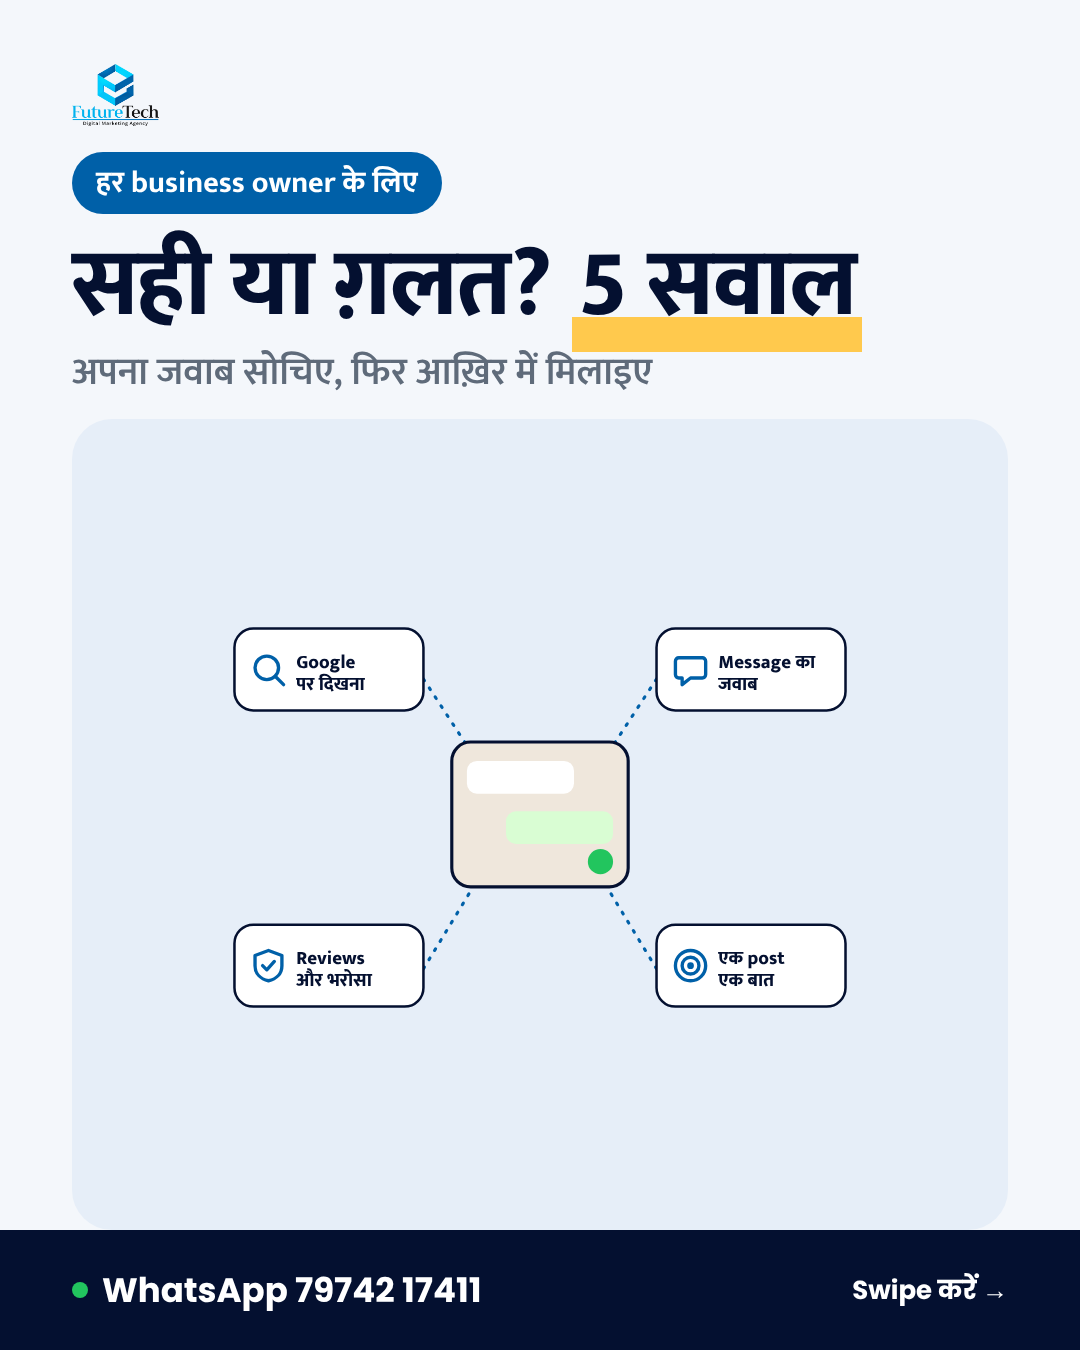 FutureTech
Digital Marketing Agency
हर business owner के लिए
सही या ग़लत? 5 सवाल
अपना जवाब सोचिए, फिर आख़िर में मिलाइए
Google
पर दिखना
Message का
जवाब
Reviews
और भरोसा
एक post
एक बात
WhatsApp 79742 17411
Swipe करें →